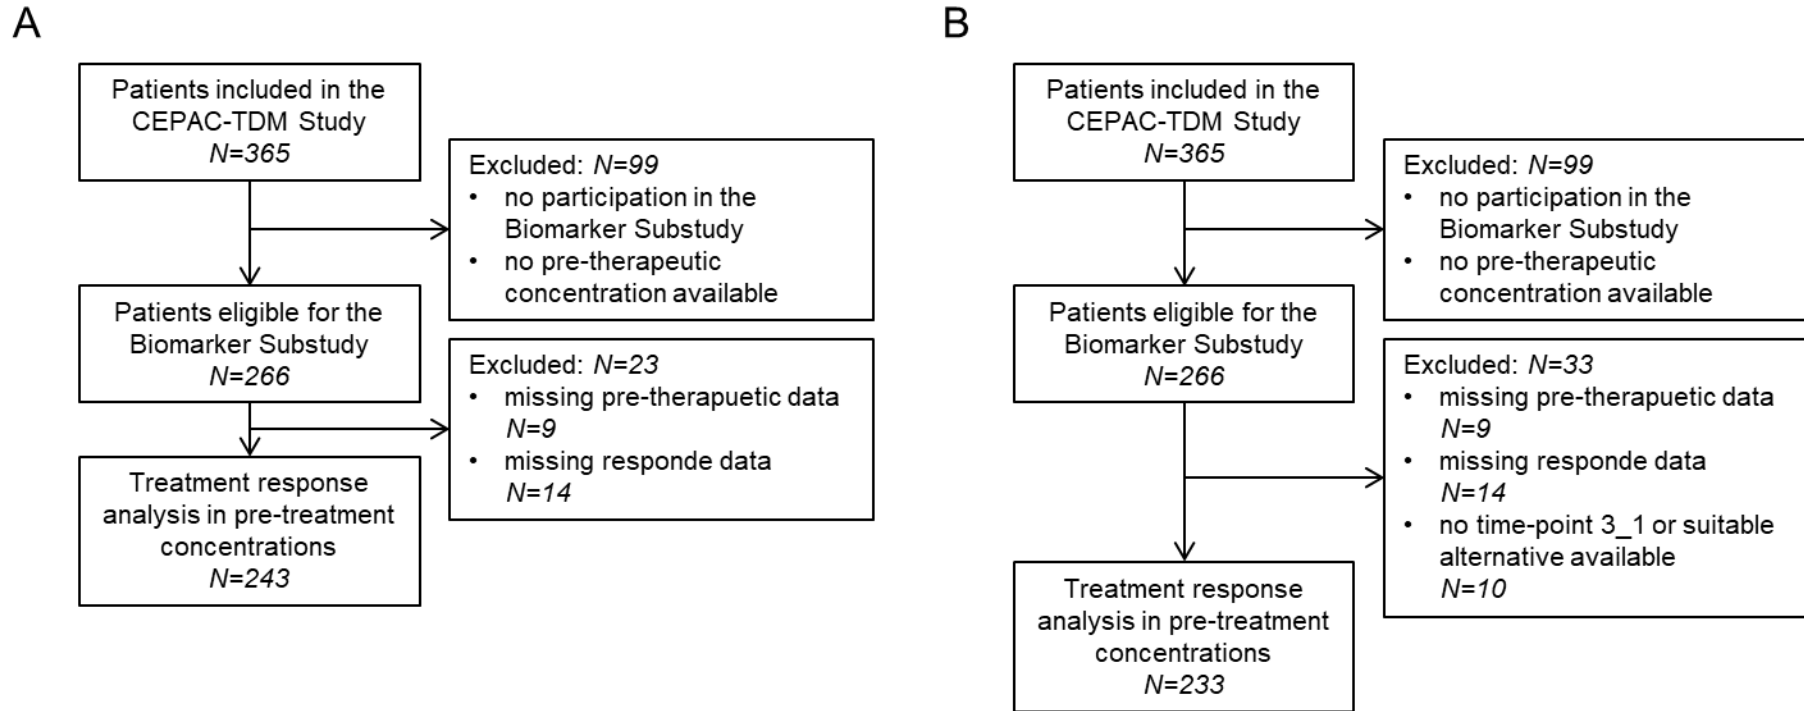 A
Patients included in the
CEPAC-TDM Study
N=365
Excluded: N=99
• no participation in the
Biomarker Substudy
• no pre-therapeutic
concentration available
Patients eligible for the
Biomarker Substudy
N=266
Excluded: N=23
• missing pre-therapuetic data
N=9
• missing responde data
N=14
Treatment response
analysis in pre-treatment
concentrations
N=243
B
Patients included in the
CEPAC-TDM Study
N=365
Excluded: N=99
• no participation in the
Biomarker Substudy
• no pre-therapeutic
concentration available
Patients eligible for the
Biomarker Substudy
N=266
Excluded: N=33
• missing pre-therapuetic data
N=9
• missing responde data
N=14
• no time-point 3_1 or suitable
alternative available
N=10
Treatment response
analysis in pre-treatment
concentrations
N=233